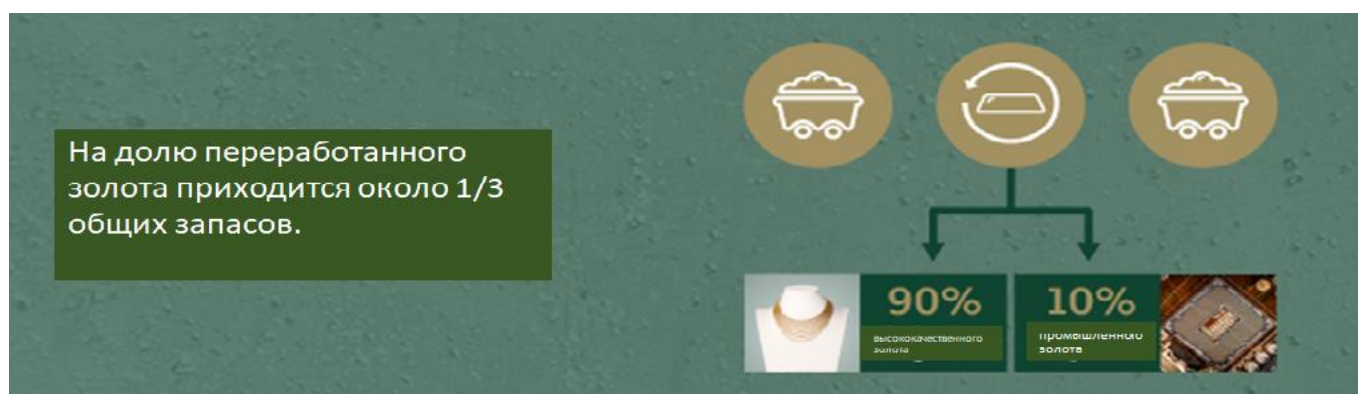 На долю переработанного
золота приходится около 1/3
общих запасов.
90%
высококачественного
золота
10%
промышленного
золота